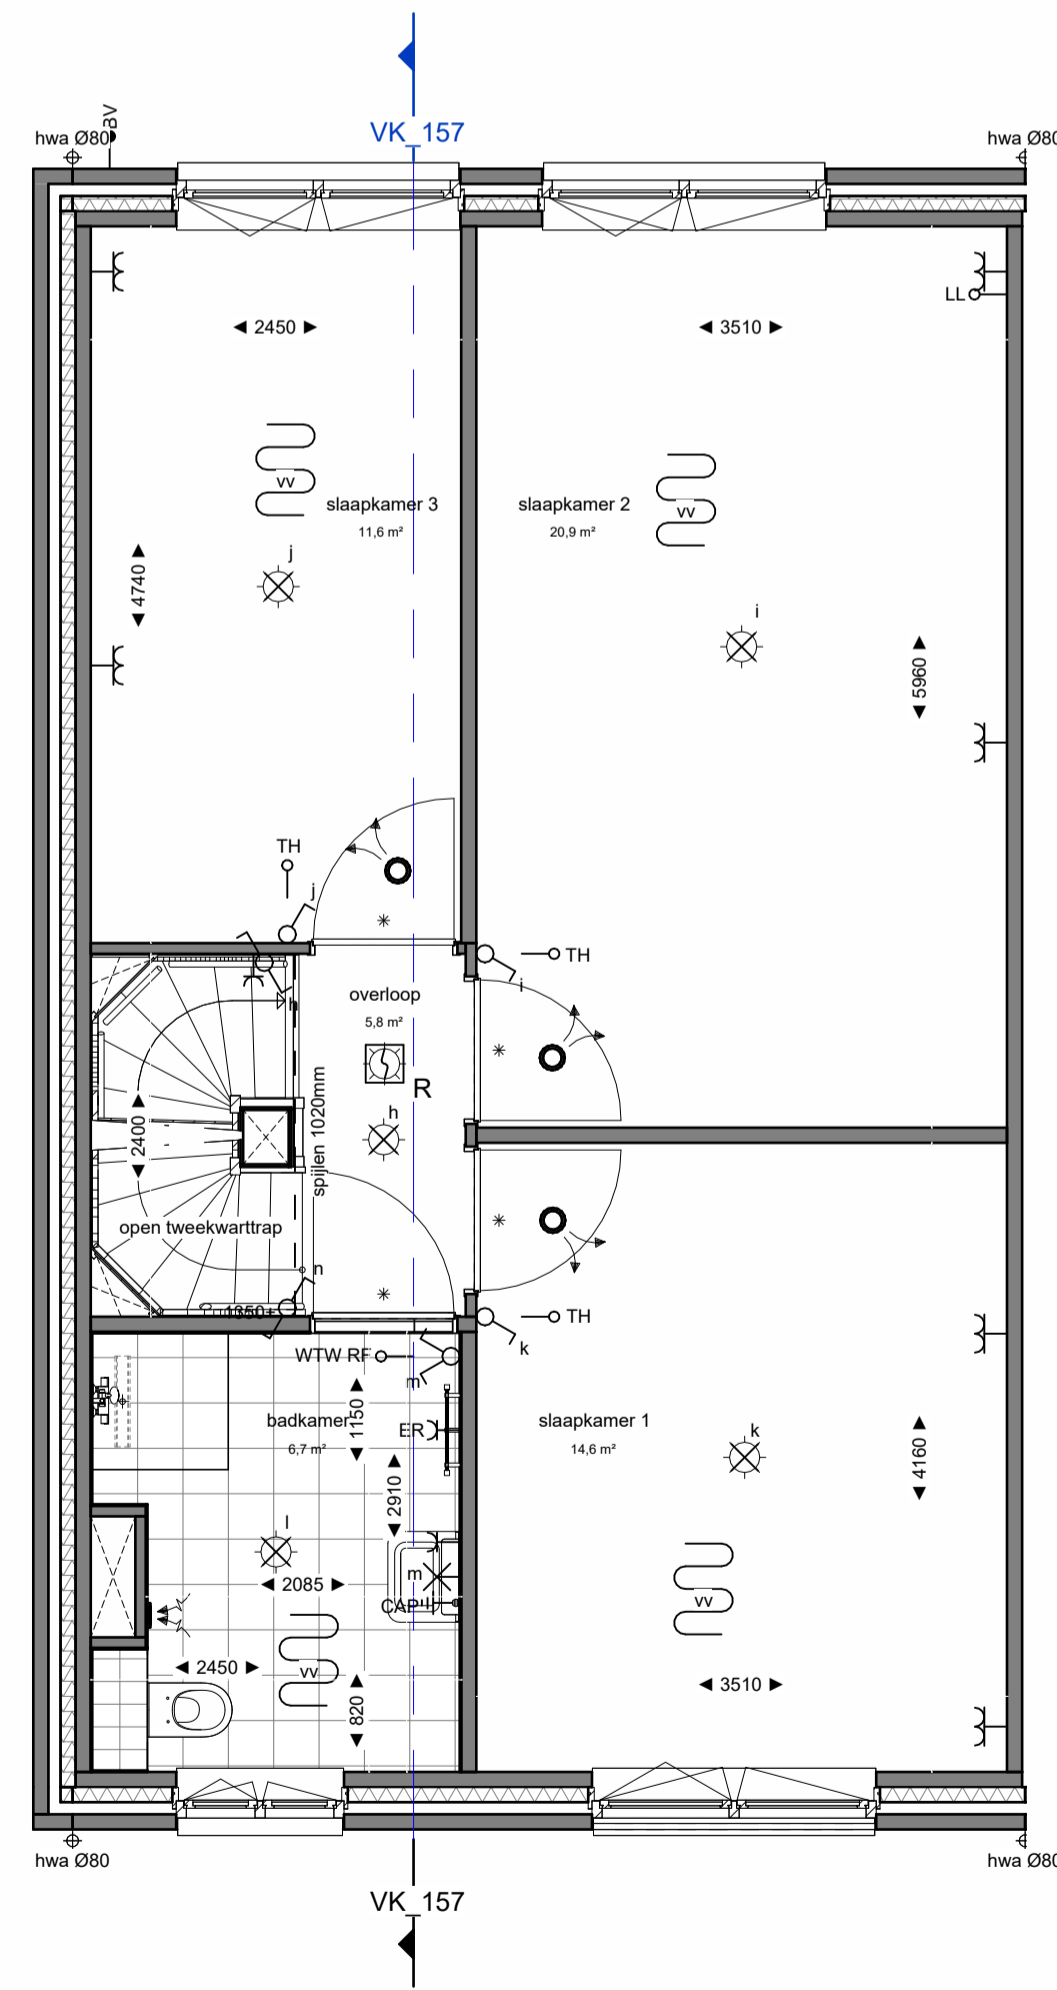 VK_157
BV
hwa Ø80
hwa Ø80
2450
3510
LL
vv
vv
slaapkamer 3
11,6 m²
slaapkamer 2
20,9 m²
j
i
4740
5960
TH
j
TH
i
h
overloop
5,8 m²
R
h
spijlen 1020mm
2400
open tweekwarttrap
n
1350+
TH
k
WTW RF
m
badkamer
6,7 m²
1150
ER
2910
slaapkamer 1
14,6 m²
k
4160
l
m
2085
CAP
vv
2450
vv
820
3510
hwa Ø80
hwa Ø80
VK_157